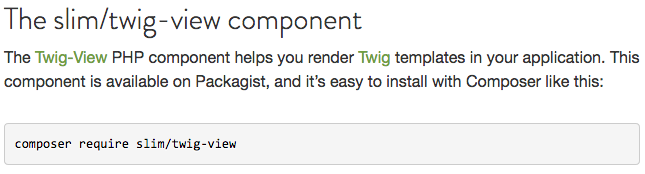 The slim/twig-view component
The Twig-View PHP component helps you render Twig templates in your application. This
component is available on Packagist, and it’s easy to install with Composer like this:
composer require slim/twig-view